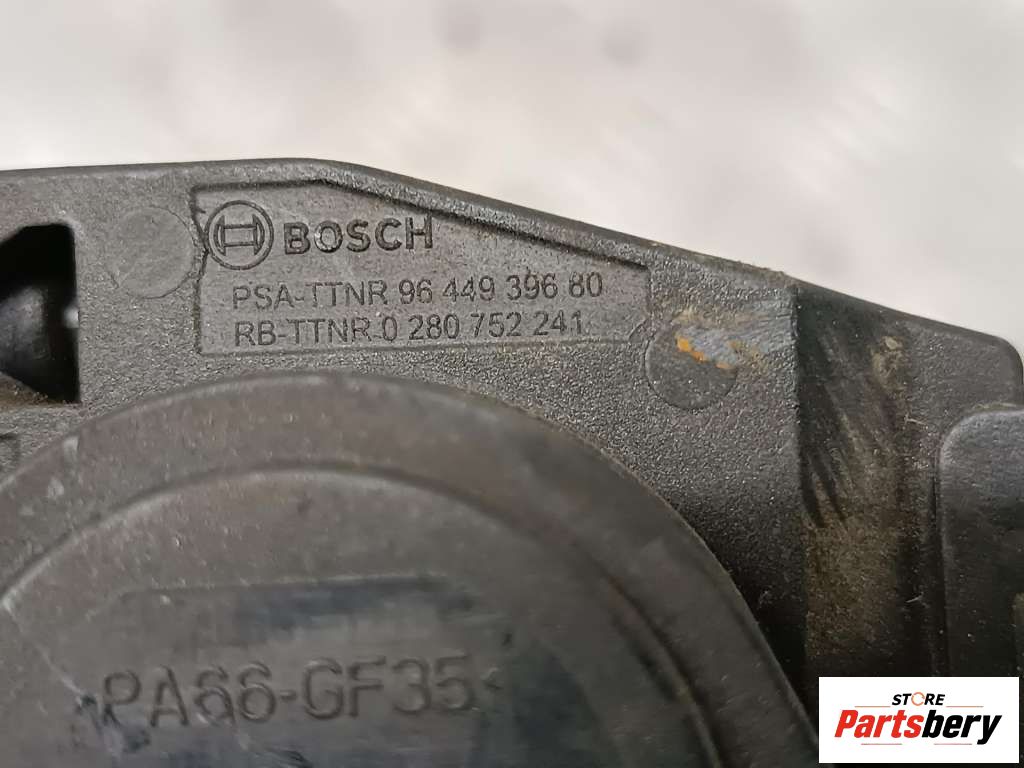 BOSCH
PSA-TTNR 96 449 396 80
RB-TTNR-0 280 752 241
>PA66-GF35<
STORE
Partsbery